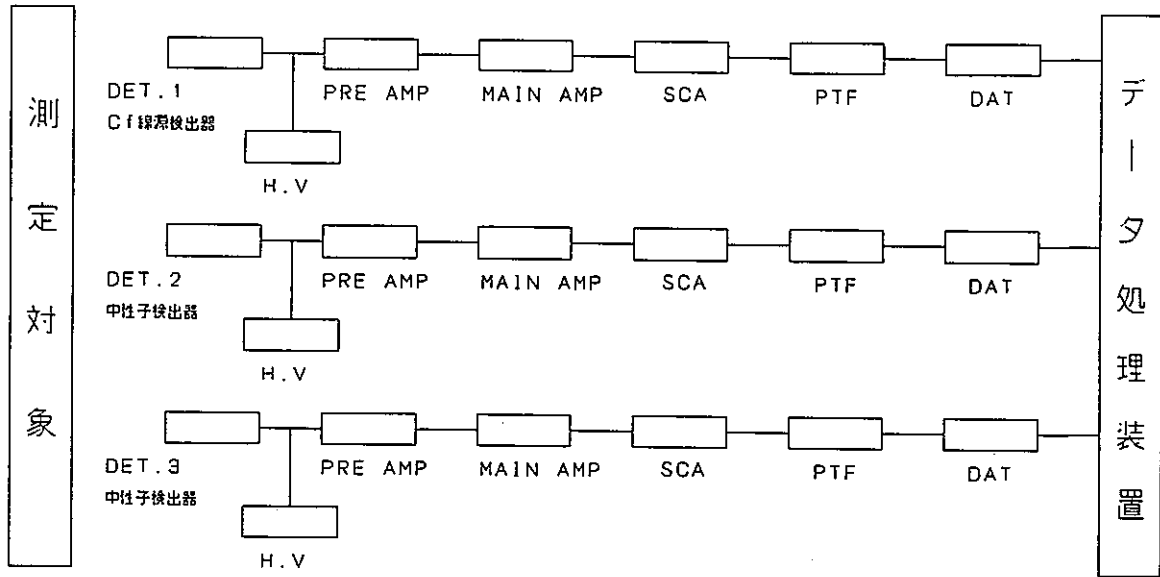 測定対象
DET.1
Cf線源検出器
H.V
PRE AMP
MAIN AMP
SCA
PTF
DAT
DET.2
中性子検出器
H.V
PRE AMP
MAIN AMP
SCA
PTF
DAT
DET.3
中性子検出器
H.V
PRE AMP
MAIN AMP
SCA
PTF
DAT
データ処理装置